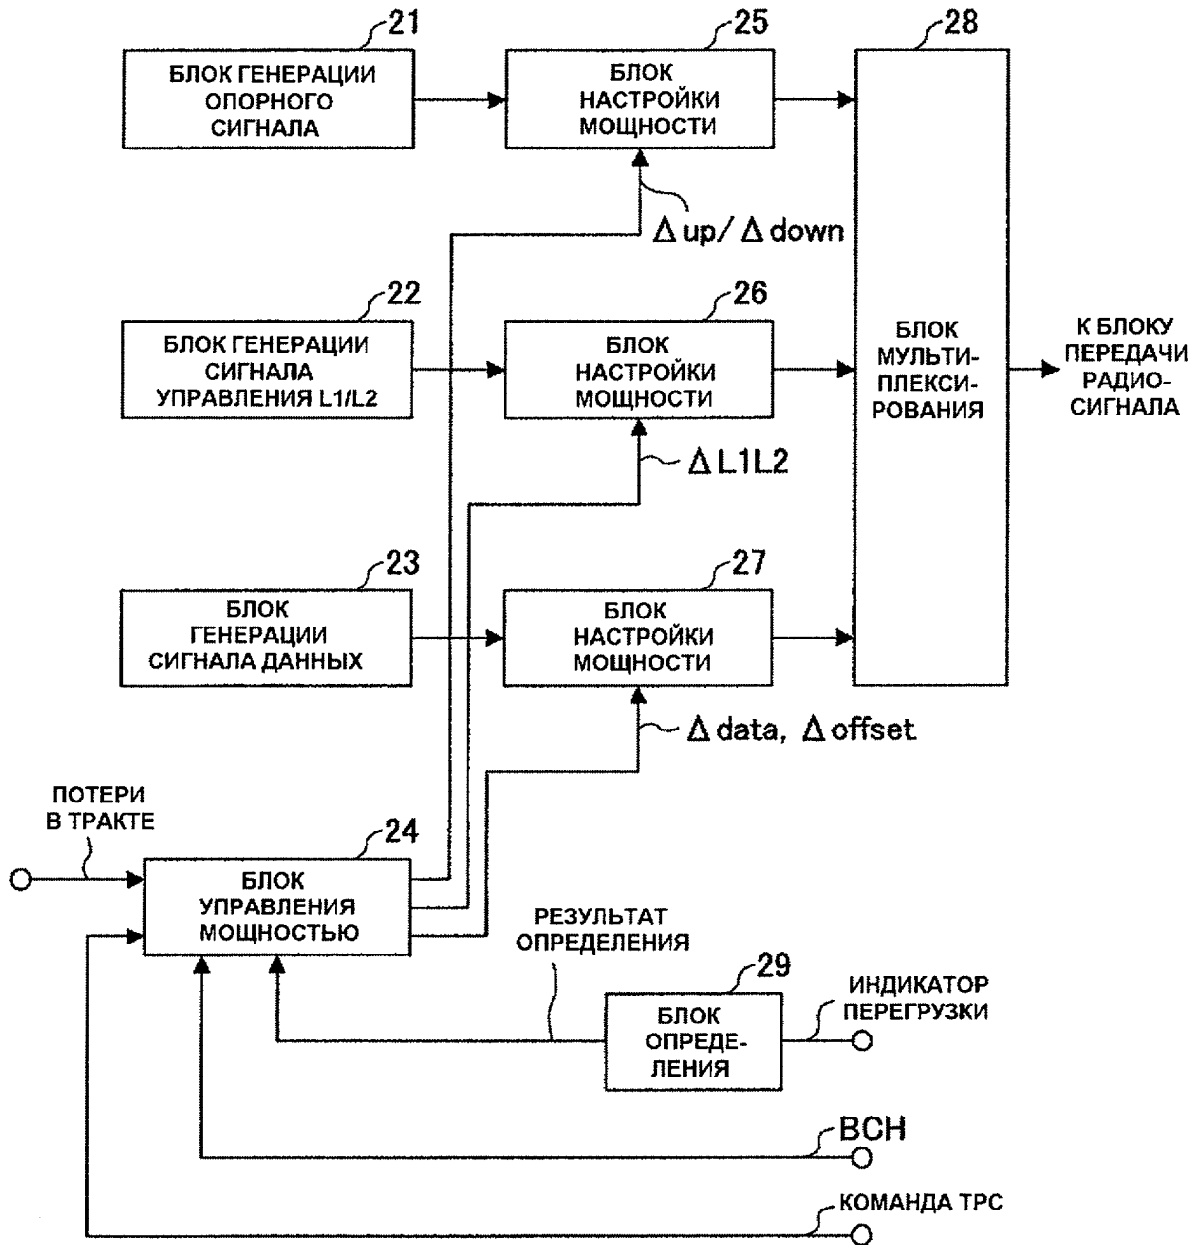 21
БЛОК ГЕНЕРАЦИИ
ОПОРНОГО
СИГНАЛА
25
БЛОК
НАСТРОЙКИ
МОЩНОСТИ
28
Δ up/ Δ down
22
БЛОК ГЕНЕРАЦИИ
СИГНАЛА
УПРАВЛЕНИЯ L1/L2
26
БЛОК
НАСТРОЙКИ
МОЩНОСТИ
БЛОК
МУЛЬТИ-
ПЛЕКСИ-
РОВАНИЯ
К БЛОКУ
ПЕРЕДАЧИ
РАДИО-
СИГНАЛА
Δ L1L2
23
БЛОК
ГЕНЕРАЦИИ
СИГНАЛА ДАННЫХ
27
БЛОК
НАСТРОЙКИ
МОЩНОСТИ
Δ data, Δ offset
ПОТЕРИ
В ТРАКТЕ
24
БЛОК
УПРАВЛЕНИЯ
МОЩНОСТЬЮ
РЕЗУЛЬТАТ
ОПРЕДЕЛЕНИЯ
29
БЛОК
ОПРЕДЕ-
ЛЕНИЯ
ИНДИКАТОР
ПЕРЕГРУЗКИ
BCH
КОМАНДА TPC